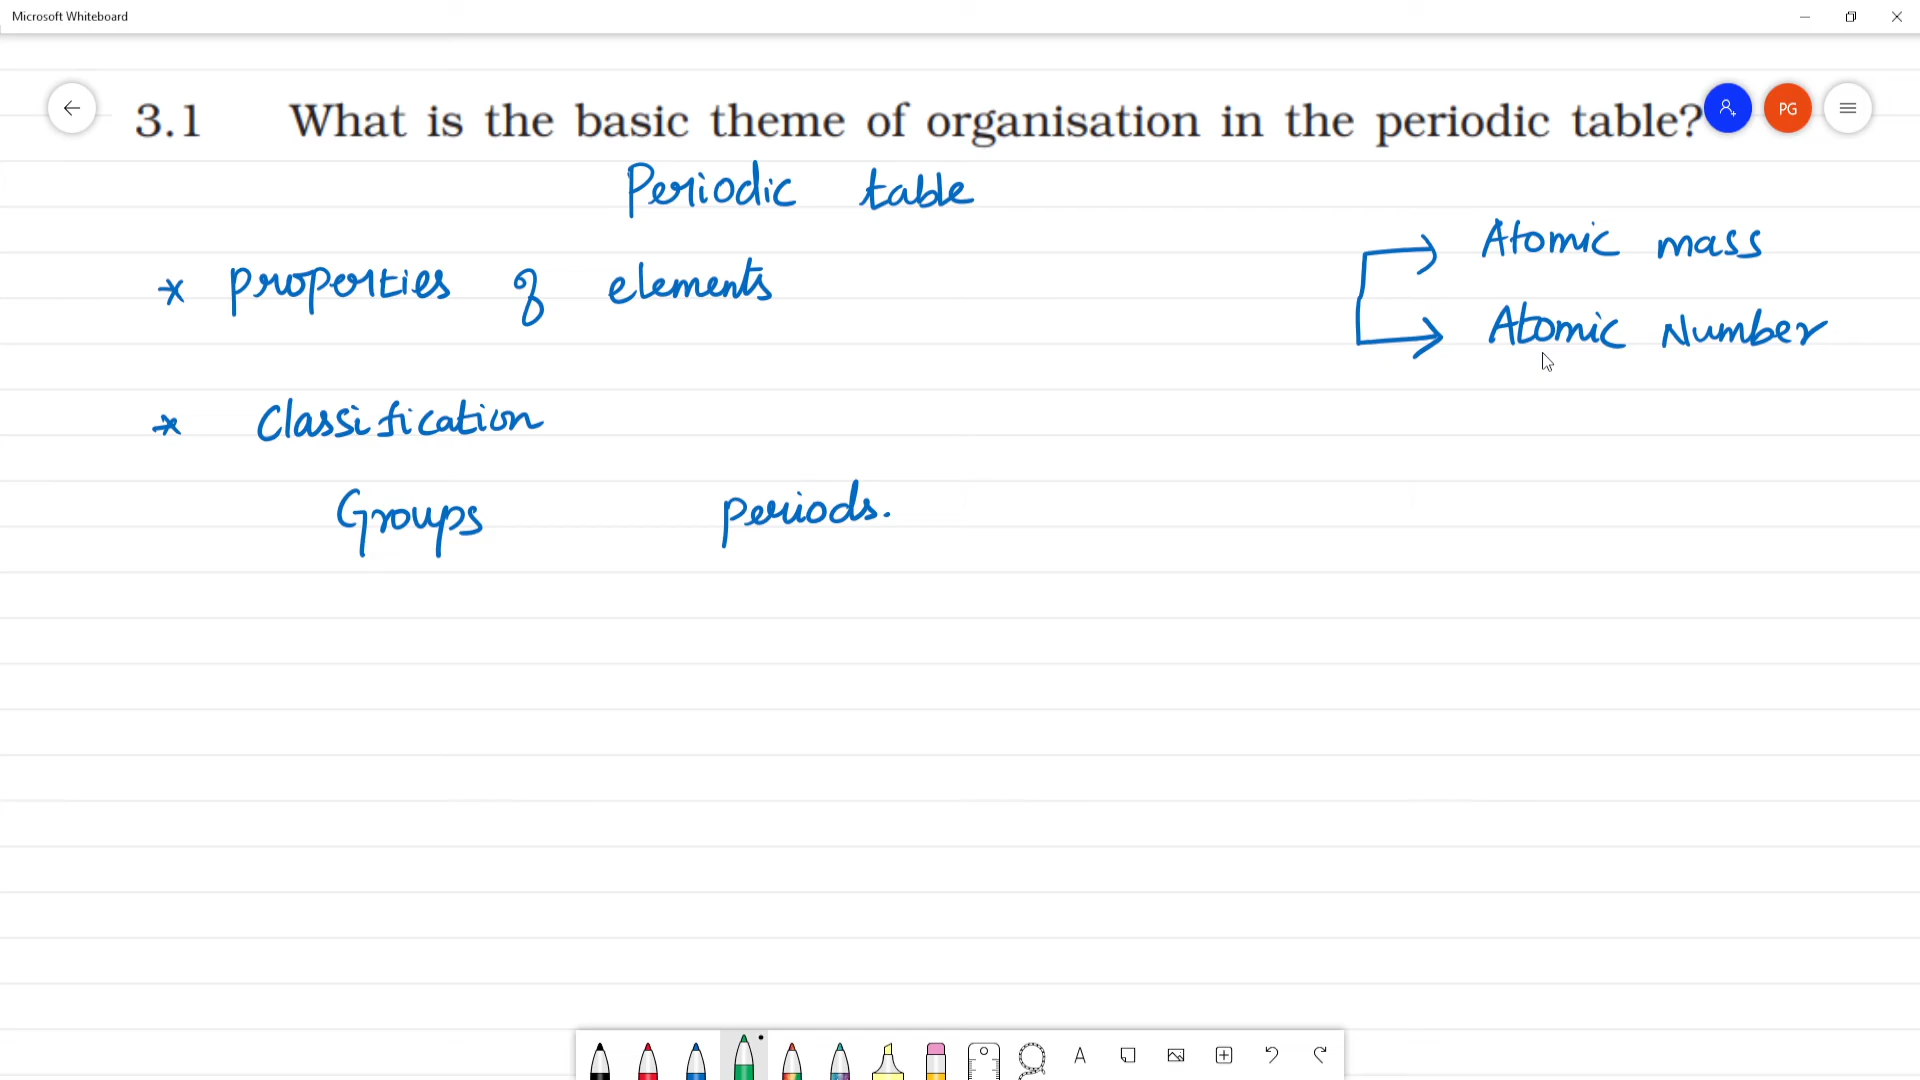 Microsoft Whiteboard
3.1 What is the basic theme of organisation in the periodic table?
PG
Periodic table
Atomic mass
* properties of elements
Atomic Number
* Classification
Groups periods.
A